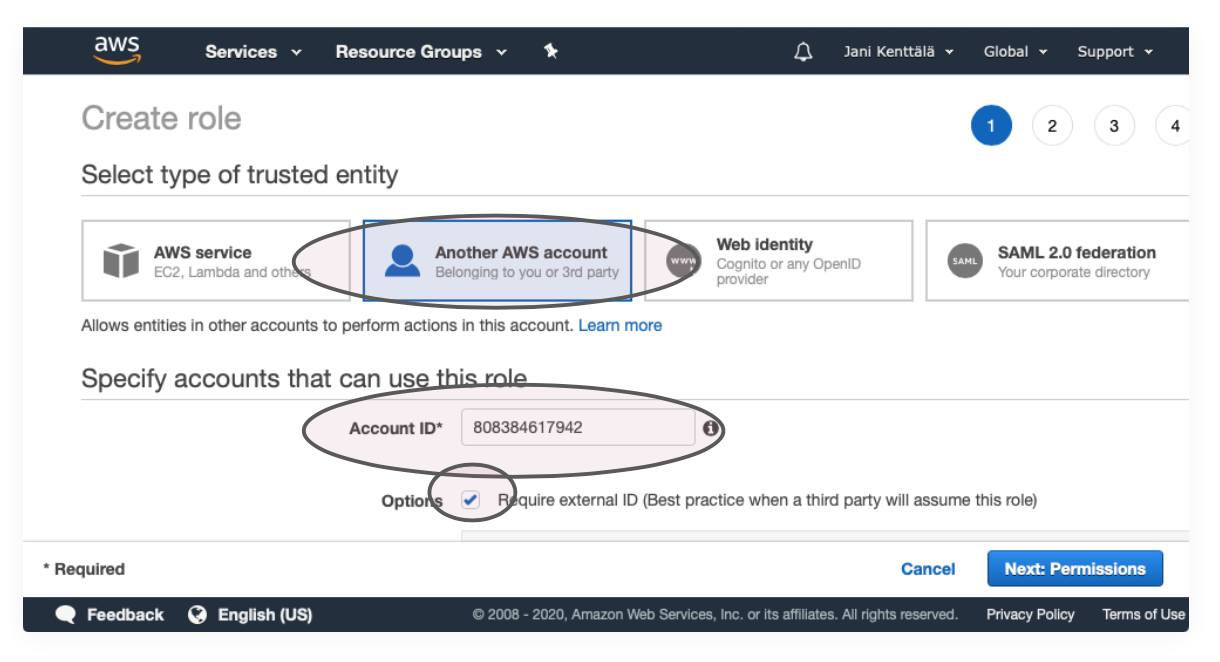 aws Services Resource Groups Jani Kenttälä Global Support
Create role
1 2 3 4
Select type of trusted entity
AWS service
EC2, Lambda and others
Another AWS account
Belonging to you or 3rd party
www
Web identity
Cognito or any OpenID
provider
SAML
SAML 2.0 federation
Your corporate directory
Allows entities in other accounts to perform actions in this account. Learn more
Specify accounts that can use this role
Account ID* 808384617942
Options Require external ID (Best practice when a third party will assume this role)
* Required Cancel Next: Permissions
Feedback English (US) © 2008 - 2020, Amazon Web Services, Inc. or its affiliates. All rights reserved. Privacy Policy Terms of Use